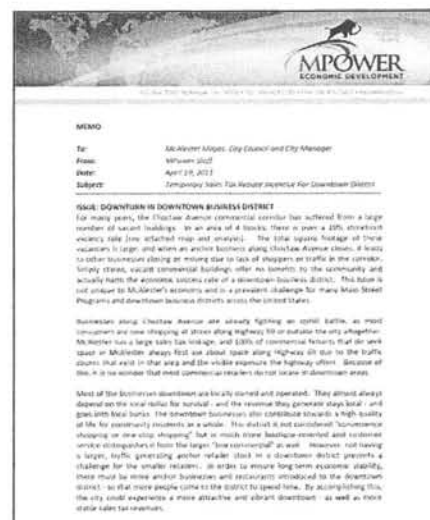 MPOWER
ECONOMIC DEVELOPMENT
MEMO
To: McAlester Mayor, City Council and City Manager
From: MPower Staff
Date: April 19, 2011
Subject: Temporary Sales Tax Rebate Incentive For Downtown District
ISSUE: DOWNTURN IN DOWNTOWN BUSINESS DISTRICT
For many years, the Choctaw Avenue commercial corridor has suffered from a large
number of vacant buildings. In an area of 4 blocks, there is over a storefront
vacancy rate (see attached map and analysis). The total square footage of these
vacancies is large, and when an anchor business along Choctaw Avenue closes, it leads
to other businesses closing or moving due to lack of shoppers or traffic in the corridor.
Simply stated, vacant commercial buildings offer no benefits to the community and
actually harm the economic success rate of a downtown business district. This issue is
not unique to McAlester's economy and is a prevalent challenge for many Main Street
Programs and downtown business districts across the United States.
Businesses along Choctaw Avenue are already fighting an uphill battle, as most
consumers are now shopping at stores along Highway 69 or outside the city altogether.
McAlester has a large sales tax leakage, and 100% of commercial tenants that do seek
space in McAlester always first ask about space along Highway 69 due to the traffic
counts that exist in that area and the visible exposure the highway offers. Because of
this, it is no wonder that most commercial retailers do not locate in downtown areas.
Most of the businesses downtown are locally owned and operated. They almost always
depend on the local dollar for survival - and the revenue they generate stays local - and
goes into local banks. The downtown businesses also contribute towards a high quality
of life for community residents as a whole. This district is not considered "convenience
shopping or one-stop shopping" but is much more boutique-oriented and customer
service distinguishes it from the larger "box commercial" as well. However, not having
a larger, traffic generating anchor retailer stock in a downtown district presents a
challenge for the smaller retailers. In order to ensure long term economic stability,
there must be more anchor businesses and restaurants introduced to the downtown
district - so that more people come to the district to spend time. By accomplishing this,
the city could experience a more attractive and vibrant downtown - as well as more
stable sales tax revenues.